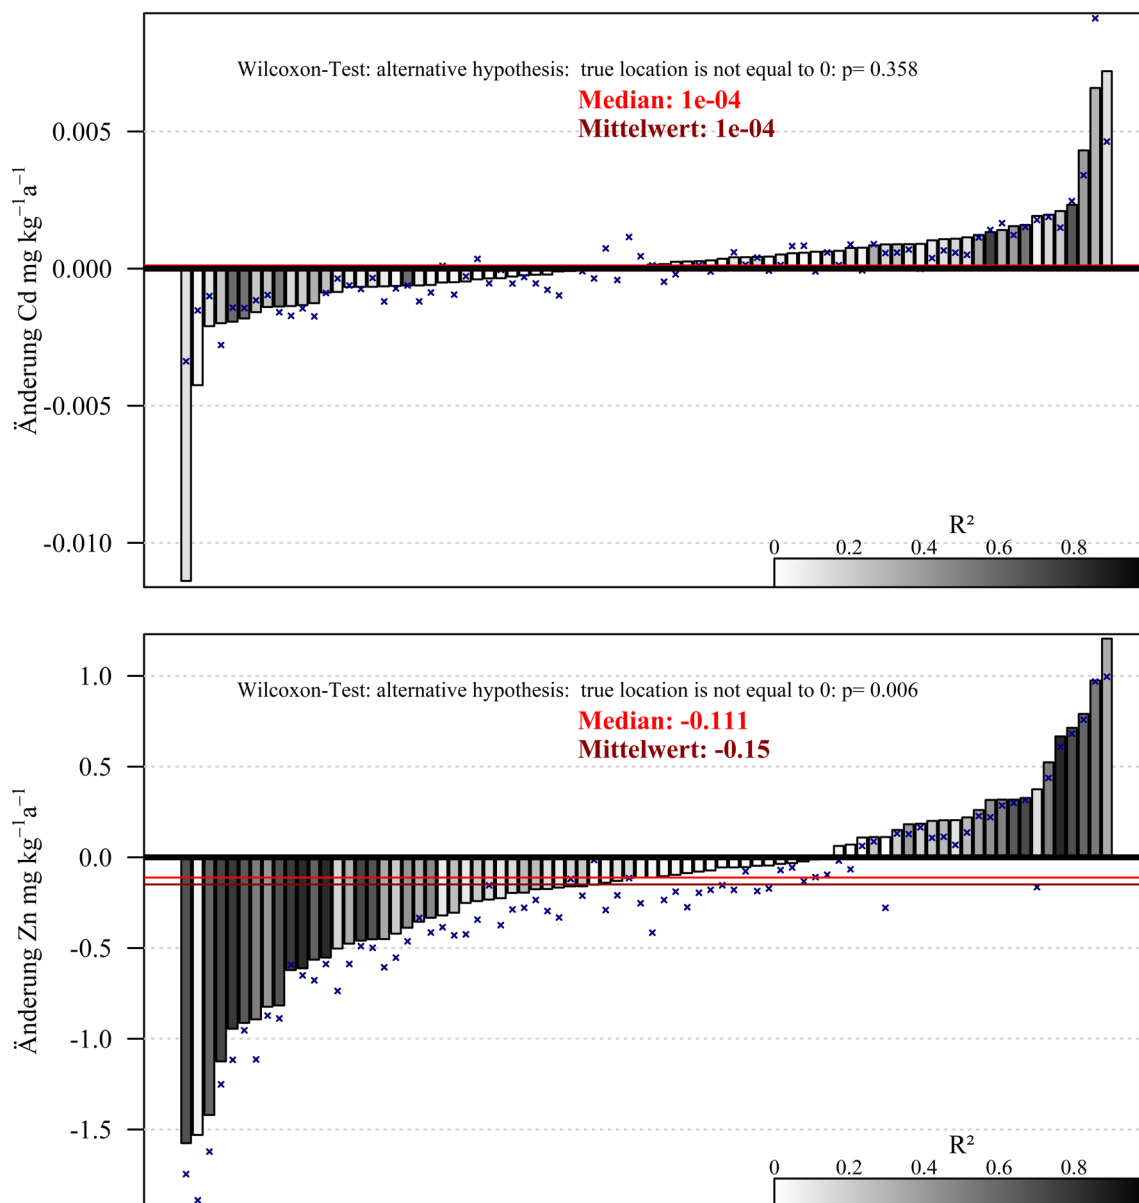 Wilcoxon-Test: alternative hypothesis: true location is not equal to 0: p= 0.358
Median: 1e-04
Mittelwert: 1e-04
0.005
0.000
-0.005
-0.010
Änderung Cd mg kg⁻¹a⁻¹
R²
0 0.2 0.4 0.6 0.8
Wilcoxon-Test: alternative hypothesis: true location is not equal to 0: p= 0.006
Median: -0.111
Mittelwert: -0.15
1.0
0.5
0.0
-0.5
-1.0
-1.5
Änderung Zn mg kg⁻¹a⁻¹
R²
0 0.2 0.4 0.6 0.8